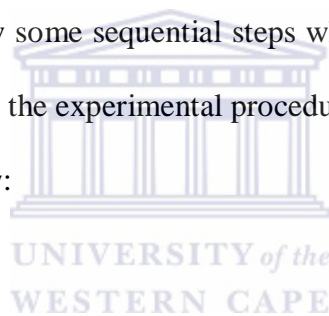 some sequential steps w
the experimental procedu
:
UNIVERSITY of the
WESTERN CAPE